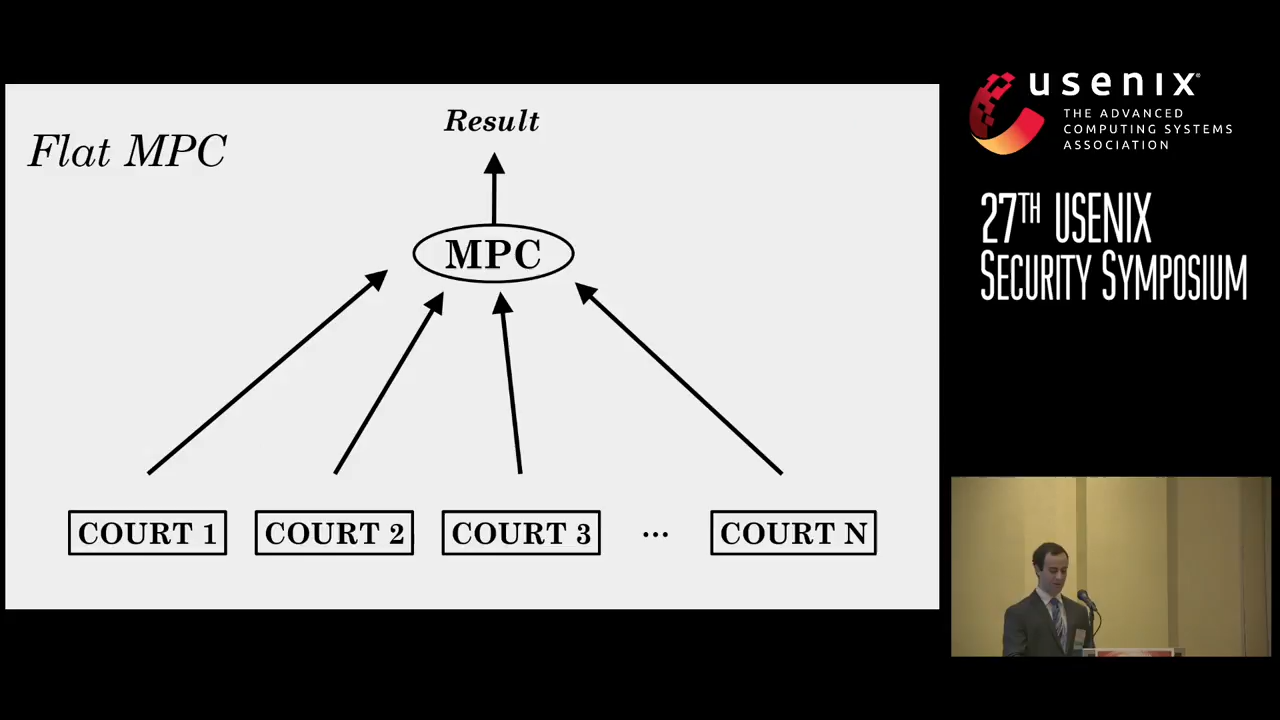 Flat MPC
Result
MPC
COURT 1
COURT 2
COURT 3
...
COURT N
usenix
THE ADVANCED
COMPUTING SYSTEMS
ASSOCIATION
27TH USENIX
SECURITY SYMPOSIUM